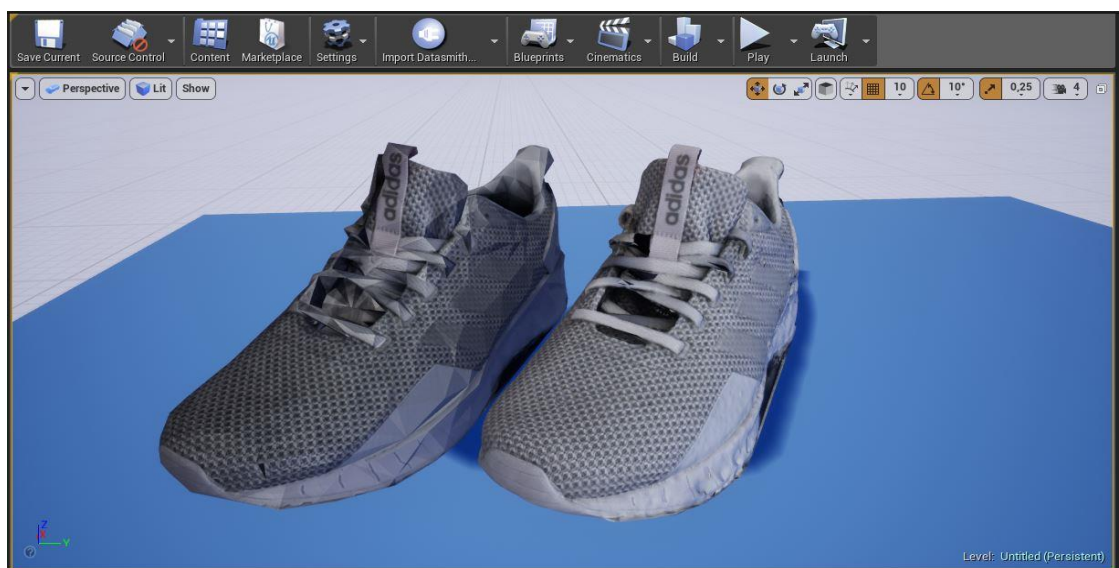 Save Current Source Control Content Marketplace Settings Import Datasmith... Blueprints Cinematics Build Play Launch
Perspective Lit Show 10 10° 0,25 4
adidas adidas
Z
X Y
?
Level: Untitled (Persistent)